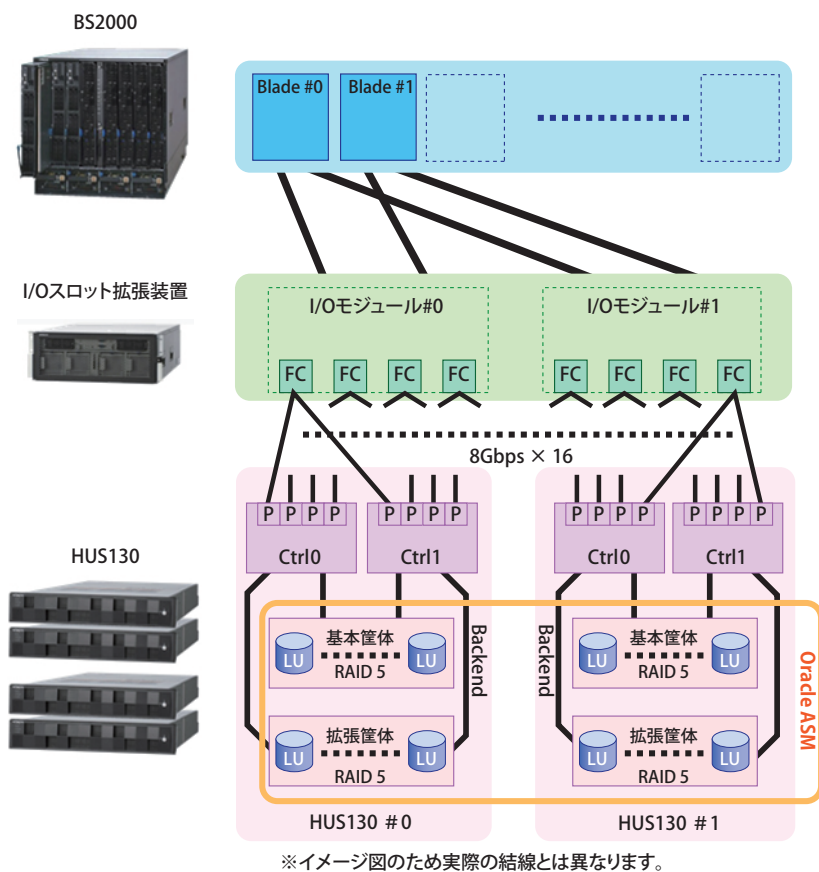 BS2000
Blade #0 Blade #1
I/Oスロット拡張装置
I/Oモジュール#0 I/Oモジュール#1
FC FC FC FC FC FC FC FC
8Gbps × 16
P P P P P P P P P P P P P P P P
Ctrl0 Ctrl1 Ctrl0 Ctrl1
HUS130
Backend Backend
基本筐体 基本筐体
LU LU LU LU
RAID 5 RAID 5
Oracle ASM
拡張筐体 拡張筐体
LU LU LU LU
RAID 5 RAID 5
HUS130 #0 HUS130 #1
※イメージ図のため実際の結線とは異なります。